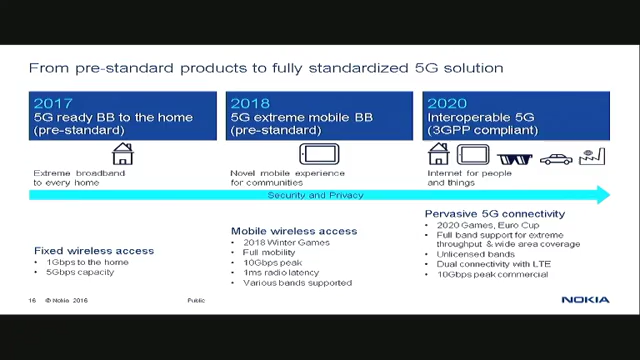 From pre-standard products to fully standardized 5G solution
2017
5G ready BB to the home
(pre-standard)
Extreme broadband
to every home
2018
5G extreme mobile BB
(pre-standard)
Novel mobile experience
for communities
2020
Interoperable 5G
(3GPP compliant)
Internet for people
and things
Security and Privacy
Fixed wireless access
• 1Gbps to the home
• 5Gbps capacity
Mobile wireless access
• 2018 Winter Games
• Full mobility
• 10Gbps peak
• 1ms radio latency
• Various bands supported
Pervasive 5G connectivity
• 2020 Games, Euro Cup
• Full band support for extreme
throughput & wide area coverage
• Unlicensed bands
• Dual connectivity with LTE
• 10Gbps peak commercial
16 © Nokia 2016
Public
NOKIA